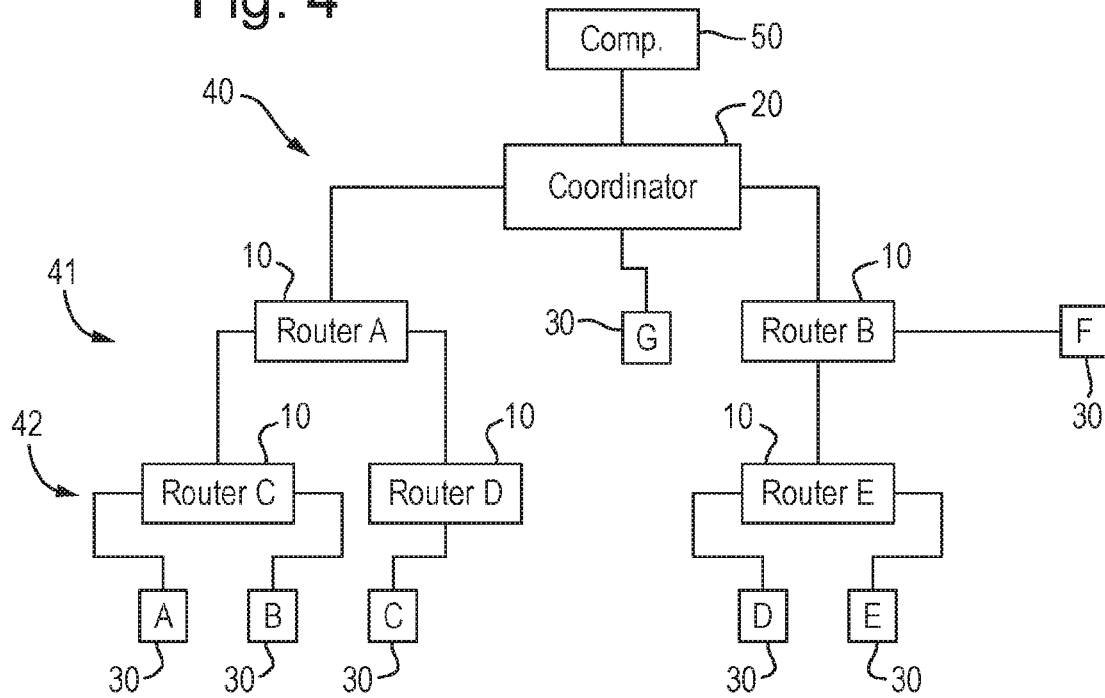 Fig. 4
Comp.
50
40
20
Coordinator
10
10
41
Router A
30
G
Router B
F
30
42
10
10
10
Router C
Router D
Router E
A
B
C
D
E
30
30
30
30
30